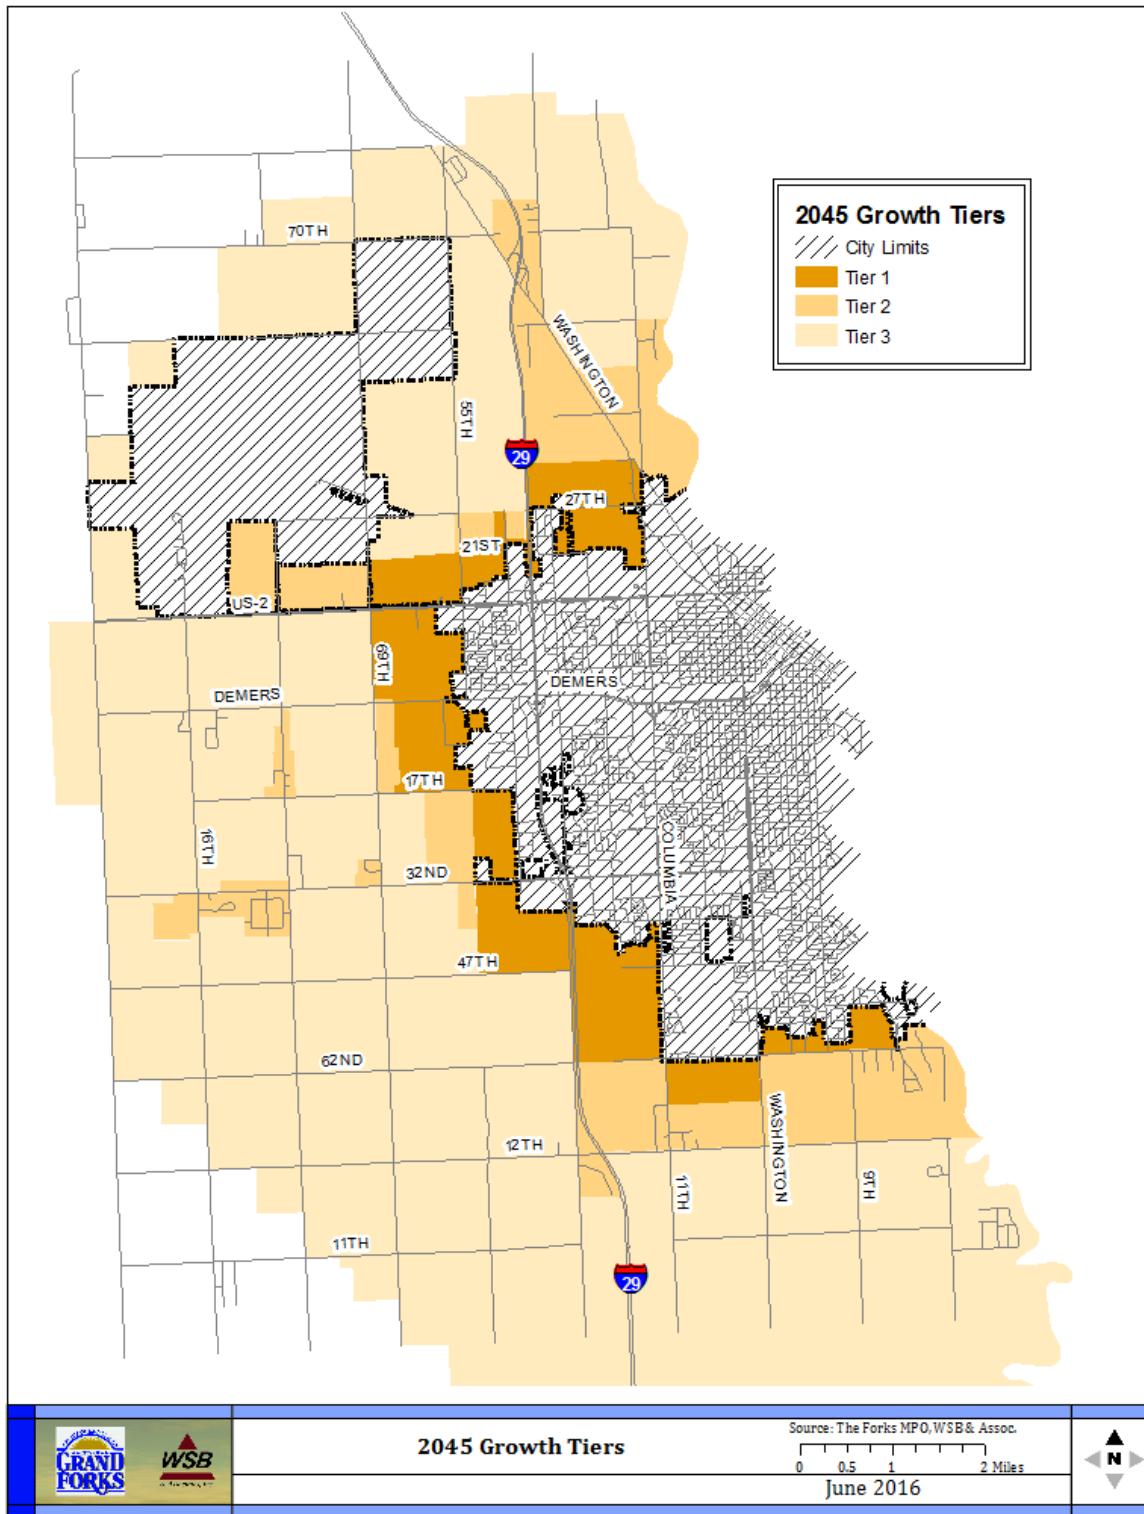 2045 Growth Tiers
City Limits
Tier 1
Tier 2
Tier 3
70TH
WASHINGTON
55TH
29
27TH
21ST
US-2
69TH
DEMERS
DEMERS
17TH
16TH
COLUMBIA
32ND
47TH
62ND
12TH
11TH
WASHINGTON
9TH
11TH
29
GRAND
FORKS
WSB
2045 Growth Tiers
Source: The Forks MPO, WSB & Assoc.
0 0.5 1 2 Miles
June 2016
N